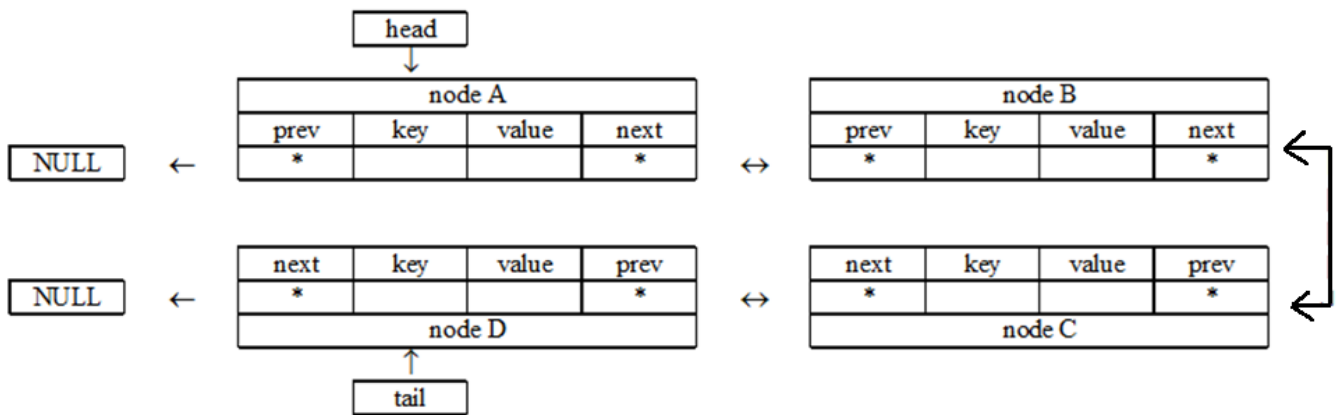 head
node A node B
prev key value next prev key value next
NULL ← * * ↔ * *
next key value prev next key value prev
NULL ← * * ↔ * *
node D node C
tail